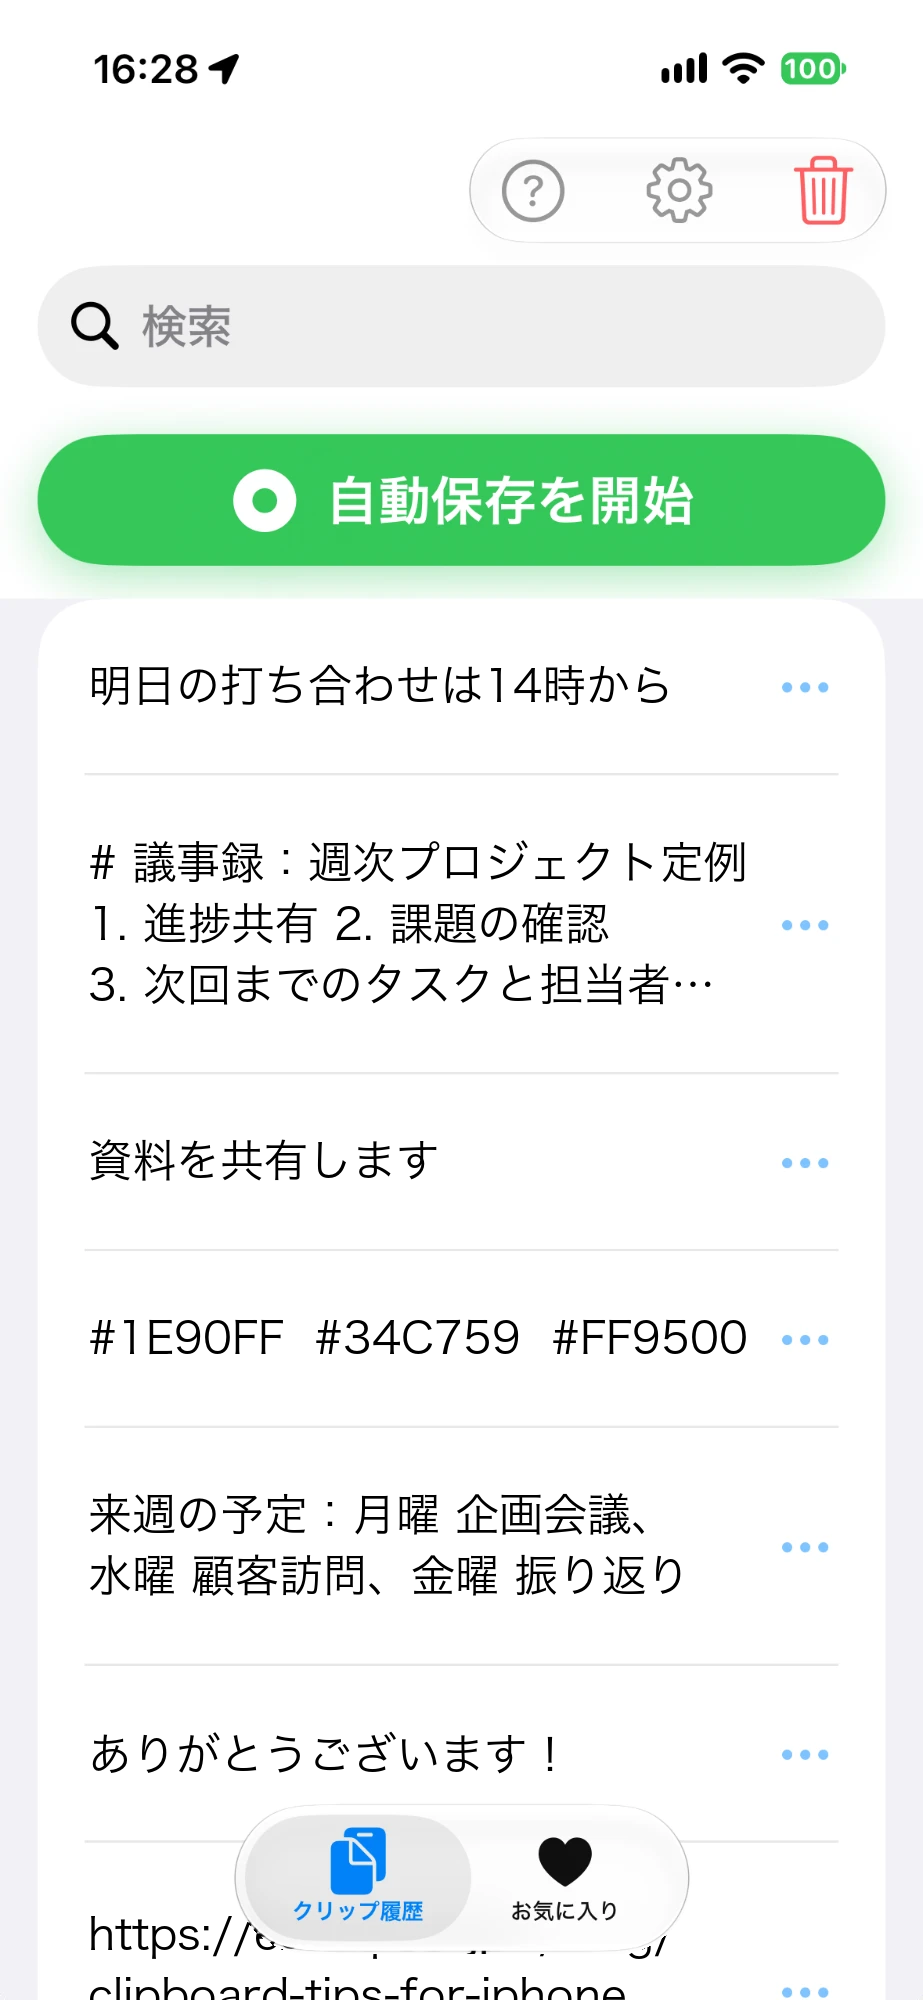 16:28
100
検索
自動保存を開始
明日の打ち合わせは14時から
# 議事録：週次プロジェクト定例
1. 進捗共有 2. 課題の確認
3. 次回までのタスクと担当者…
資料を共有します
#1E90FF #34C759 #FF9500
来週の予定：月曜 企画会議、
水曜 顧客訪問、金曜 振り返り
ありがとうございます！
https://
clipboard-tips-for-iphone
クリップ履歴
お気に入り